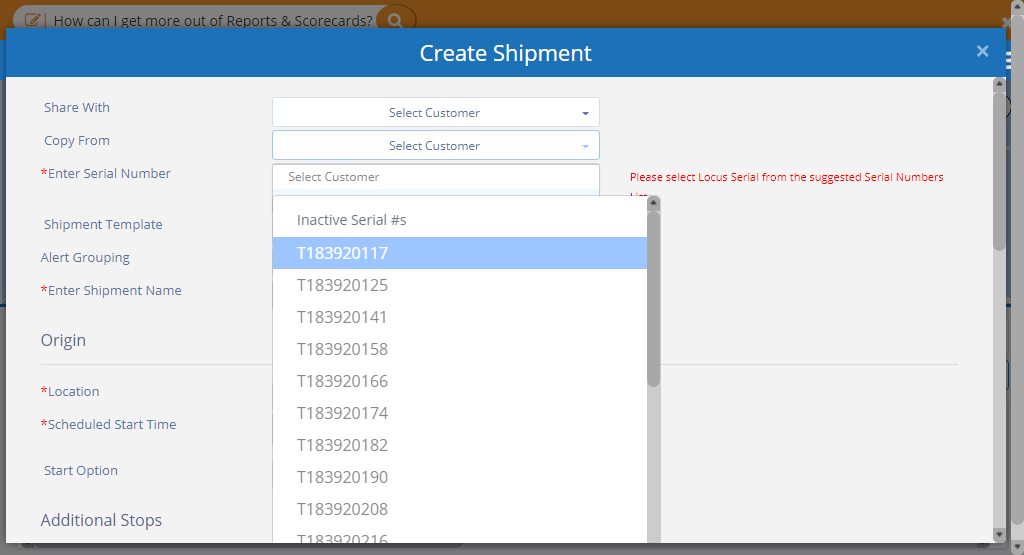 How can I get more out of Reports & Scorecards?
Create Shipment
×
Share With
Select Customer
Copy From
Select Customer
*Enter Serial Number
Select Customer
Please select Locus Serial from the suggested Serial Numbers
Inactive Serial #s
Shipment Template
T183920117
Alert Grouping
T183920125
*Enter Shipment Name
T183920141
Origin
T183920158
T183920166
*Location
T183920174
*Scheduled Start Time
T183920182
Start Option
T183920190
T183920208
Additional Stops
T183920216